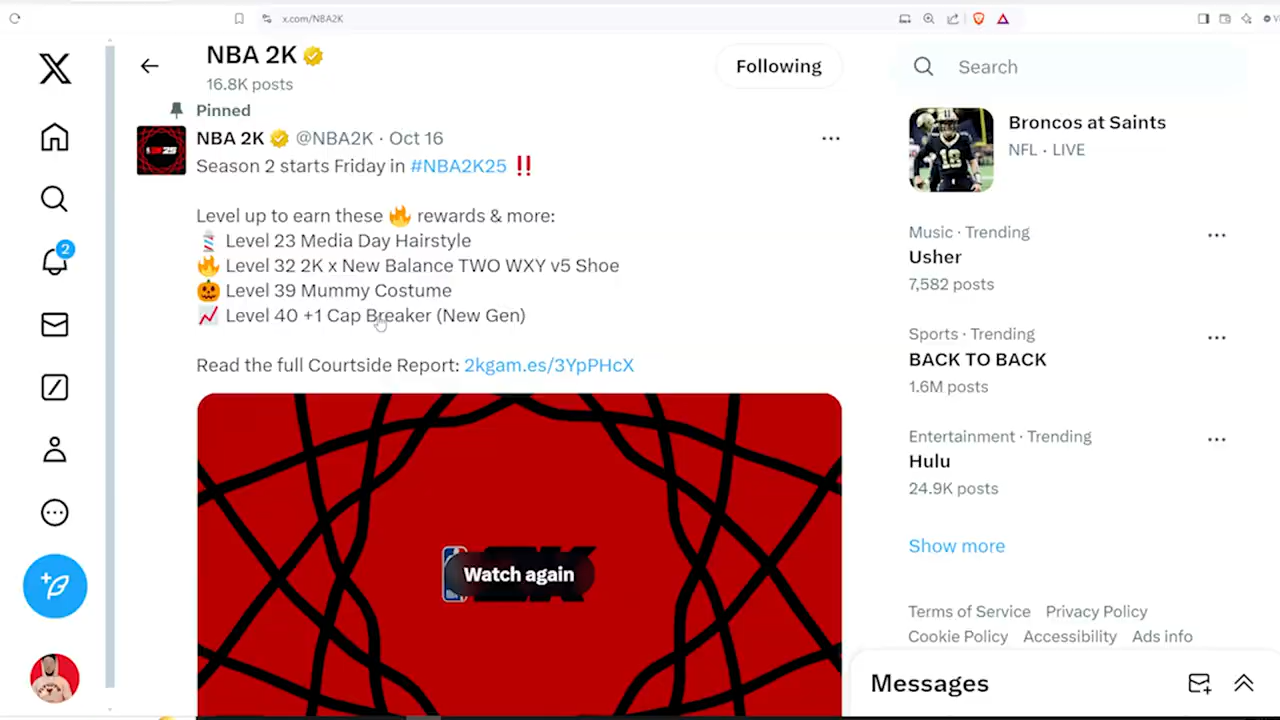 x.com/NBA2K
NBA 2K
16.8K posts
Following
Search
Pinned
NBA 2K @NBA2K · Oct 16
Season 2 starts Friday in #NBA2K25 ‼️
Level up to earn these 🔥 rewards & more:
💈 Level 23 Media Day Hairstyle
🔥 Level 32 2K x New Balance TWO WXY v5 Shoe
🎃 Level 39 Mummy Costume
📈 Level 40 +1 Cap Breaker (New Gen)
Read the full Courtside Report: 2kgam.es/3YpPHcX
Watch again
2
Broncos at Saints
NFL · LIVE
Music · Trending
Usher
7,582 posts
Sports · Trending
BACK TO BACK
1.6M posts
Entertainment · Trending
Hulu
24.9K posts
Show more
Terms of Service Privacy Policy
Cookie Policy Accessibility Ads info
Messages